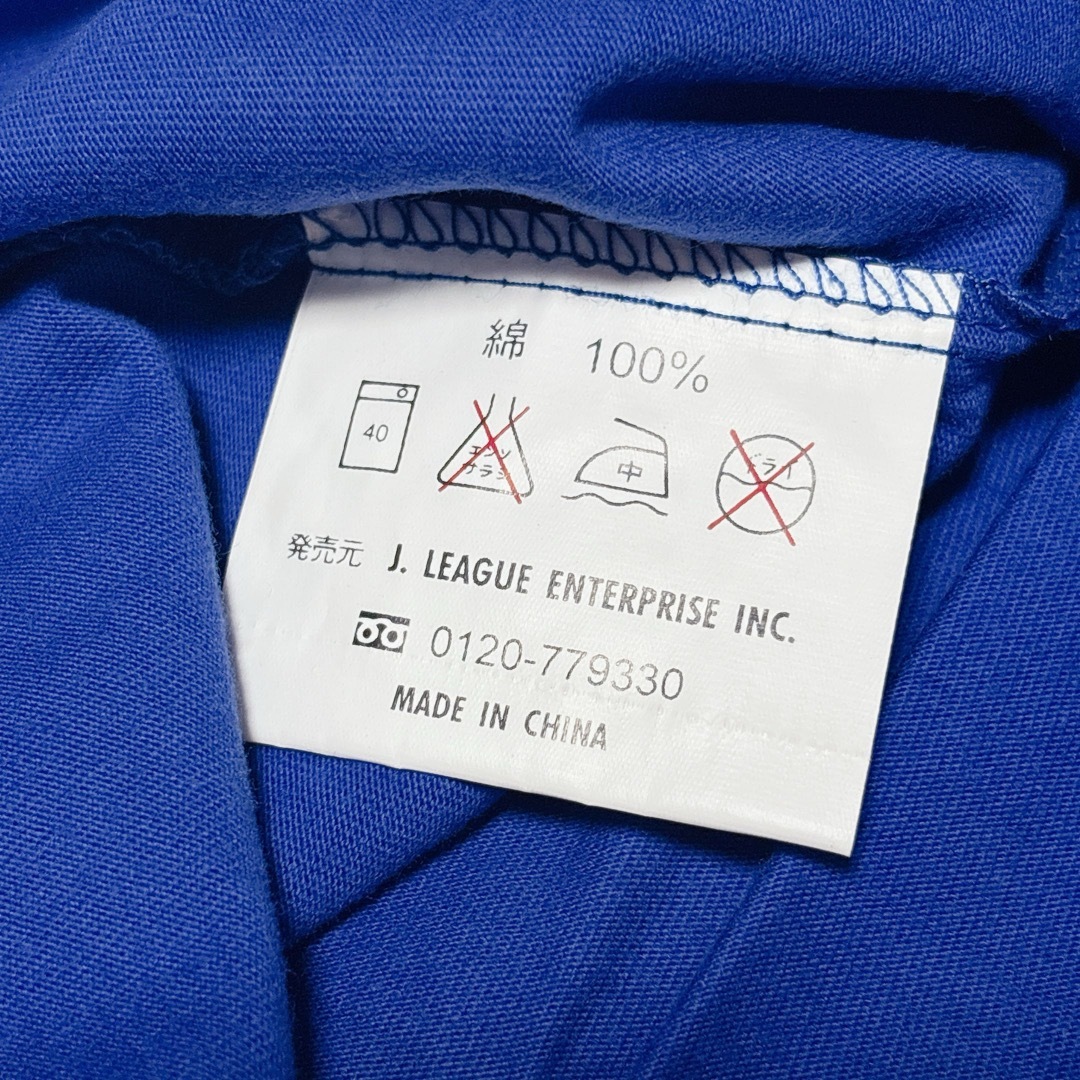 綿 100%
40
エンソ
サラシ
中
ドライ
発売元 J. LEAGUE ENTERPRISE INC.
0120-779330
MADE IN CHINA